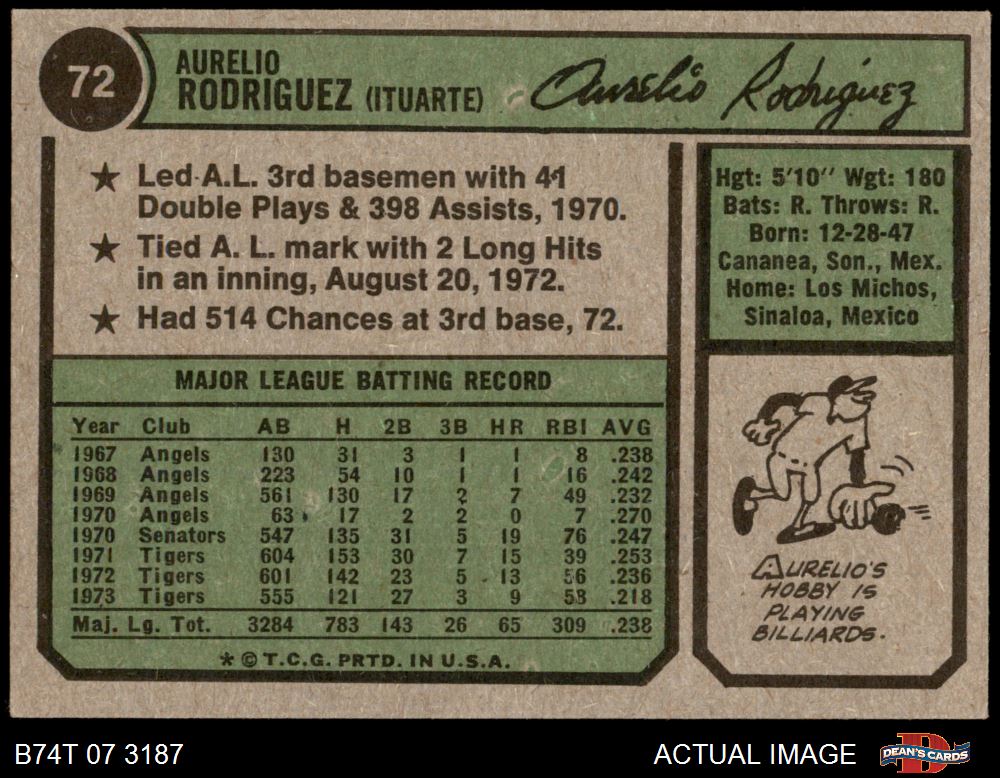 72
AURELIO
RODRIGUEZ (ITUARTE)
Aurelio Rodriguez
★ Led A.L. 3rd basemen with 41
Double Plays & 398 Assists, 1970.
★ Tied A. L. mark with 2 Long Hits
in an inning, August 20, 1972.
★ Had 514 Chances at 3rd base, 72.
Hgt: 5'10" Wgt: 180
Bats: R. Throws: R.
Born: 12-28-47
Cananea, Son., Mex.
Home: Los Michos,
Sinaloa, Mexico
MAJOR LEAGUE BATTING RECORD
Year Club AB H 2B 3B HR RBI AVG
1967 Angels 130 31 3 1 1 8 .238
1968 Angels 223 54 10 1 1 16 .242
1969 Angels 561 130 17 2 7 49 .232
1970 Angels 63 17 2 2 0 7 .270
1970 Senators 547 135 31 5 19 76 .247
1971 Tigers 604 153 30 7 15 39 .253
1972 Tigers 601 142 23 5 13 56 .236
1973 Tigers 555 121 27 3 9 58 .218
Maj. Lg. Tot. 3284 783 143 26 65 309 .238
* © T.C.G. PRTD. IN U.S.A.
AURELIO'S
HOBBY IS
PLAYING
BILLIARDS.
B74T 07 3187
ACTUAL IMAGE
DEAN'S CARDS